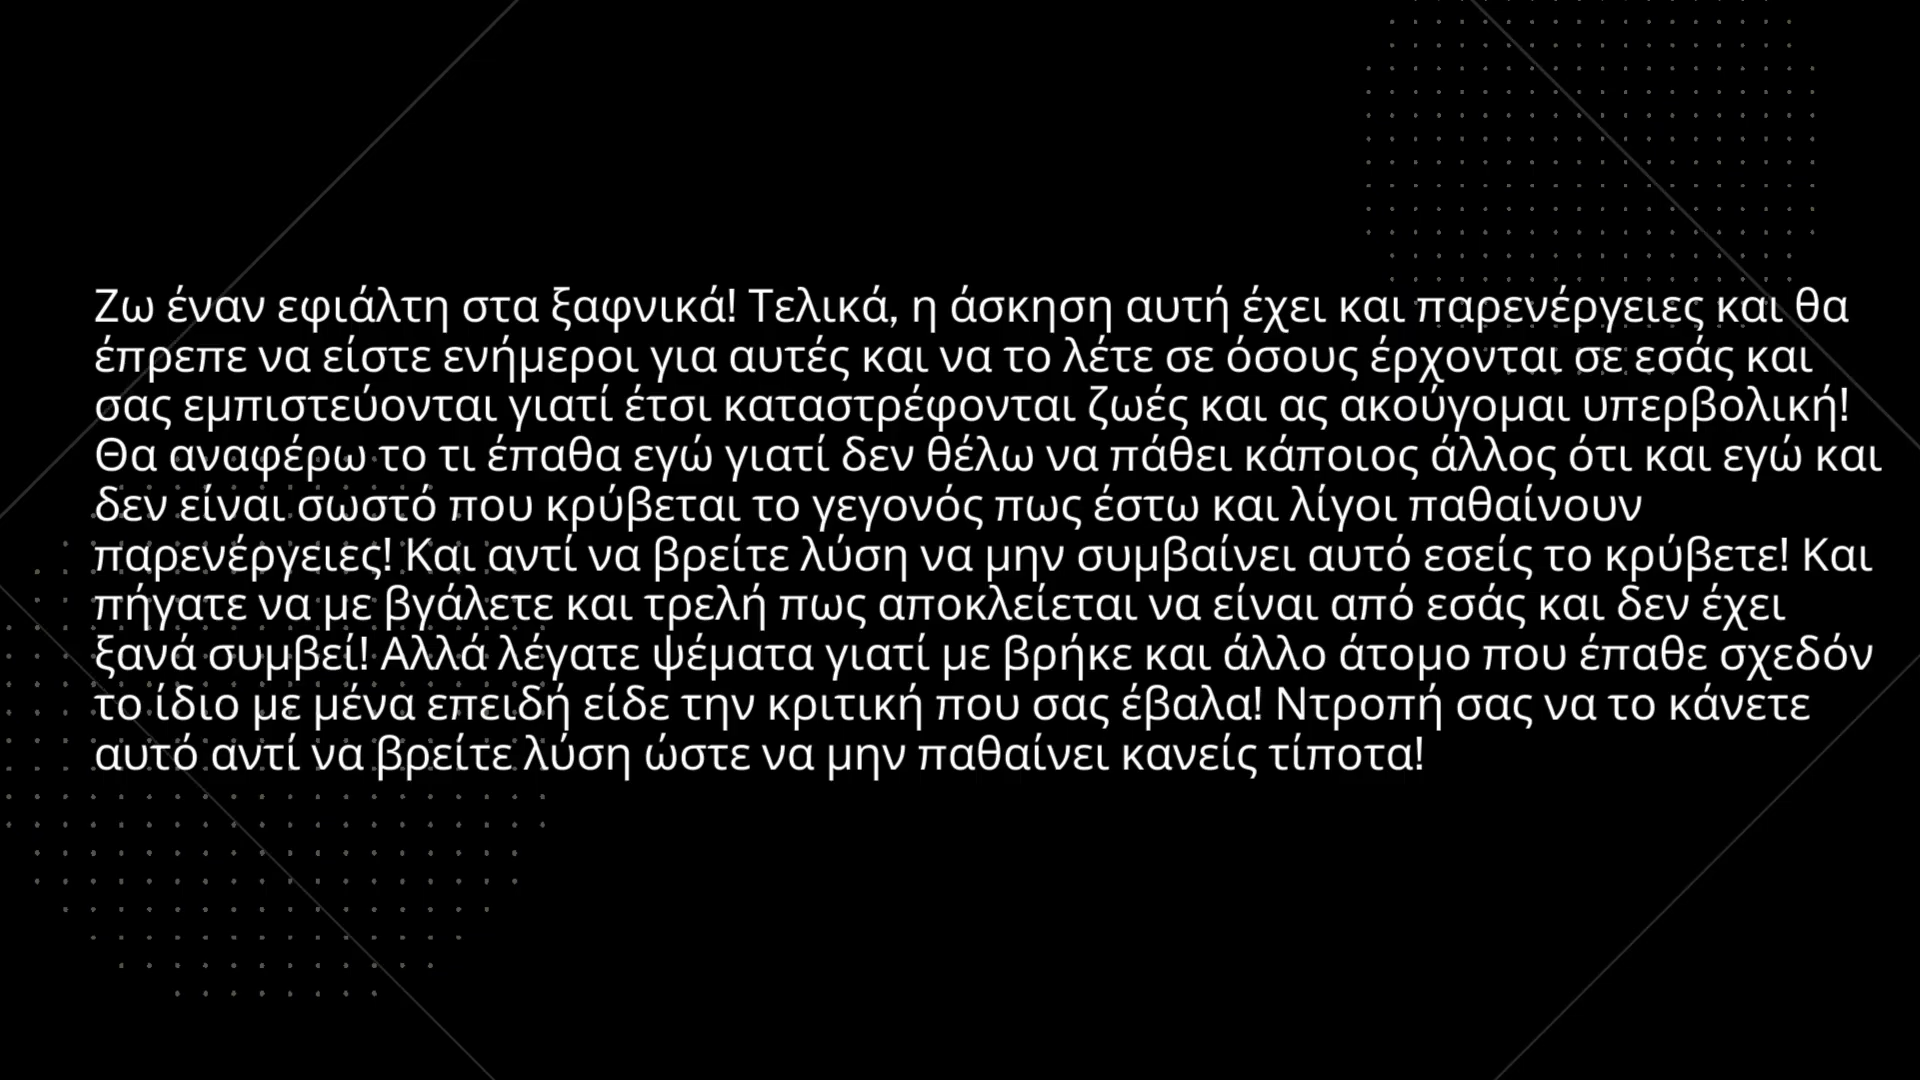 Ζω έναν εφιάλτη στα ξαφνικά! Τελικά, η άσκηση αυτή έχει και παρενέργειες και θα
έπρεπε να είστε ενήμεροι για αυτές και να το λέτε σε όσους έρχονται σε εσάς και
σας εμπιστεύονται γιατί έτσι καταστρέφονται ζωές και ας ακούγομαι υπερβολική!
Θα αναφέρω το τι έπαθα εγώ γιατί δεν θέλω να πάθει κάποιος άλλος ότι και εγώ και
δεν είναι σωστό που κρύβεται το γεγονός πως έστω και λίγοι παθαίνουν
παρενέργειες! Και αντί να βρείτε λύση να μην συμβαίνει αυτό εσείς το κρύβετε! Και
πήγατε να με βγάλετε και τρελή πως αποκλείεται να είναι από εσάς και δεν έχει
ξανά συμβεί! Αλλά λέγατε ψέματα γιατί με βρήκε και άλλο άτομο που έπαθε σχεδόν
το ίδιο με μένα επειδή είδε την κριτική που σας έβαλα! Ντροπή σας να το κάνετε
αυτό αντί να βρείτε λύση ώστε να μην παθαίνει κανείς τίποτα!